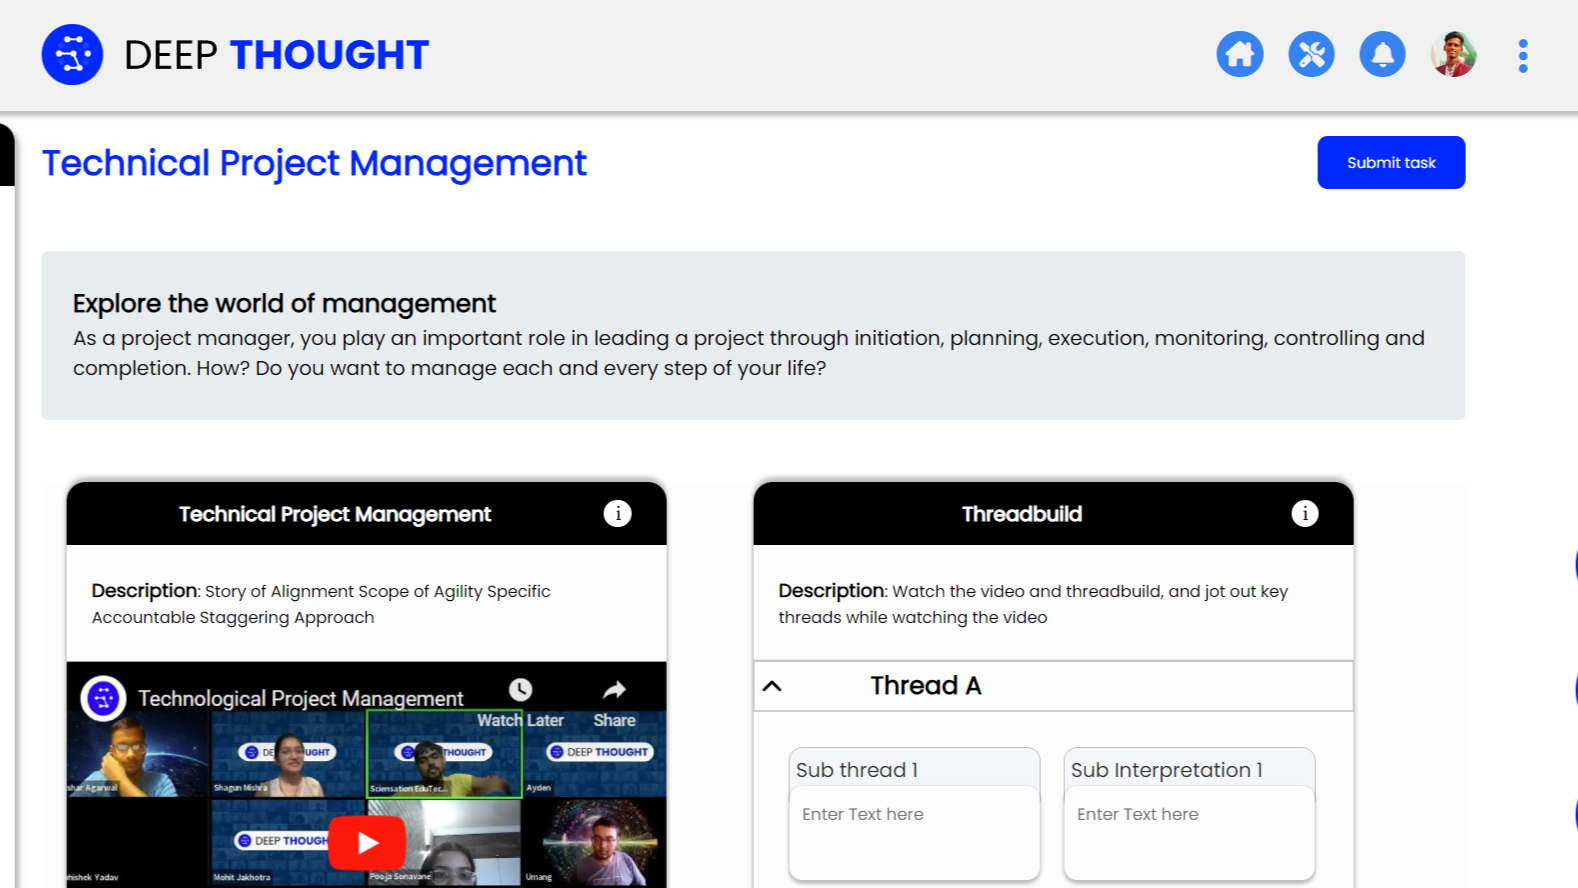 DEEP THOUGHT
Technical Project Management
Submit task
Explore the world of management
As a project manager, you play an important role in leading a project through initiation, planning, execution, monitoring, controlling and
completion. How? Do you want to manage each and every step of your life?
Technical Project Management
i
Description: Story of Alignment Scope of Agility Specific
Accountable Staggering Approach
Technological Project Management
Watch Later
Share
DEEP THOUGHT
shar Agarwal
Shagun Mishra
THOUGHT
Sciensation EduTec...
DEEP THOUGHT
Ayden
DEEP THOUGH
hishek Yadav
Mohit Jakhotra
Pooja Sonavane
Umang
Threadbuild
i
Description: Watch the video and threadbuild, and jot out key
threads while watching the video
Thread A
Sub thread 1
Enter Text here
Sub Interpretation 1
Enter Text here